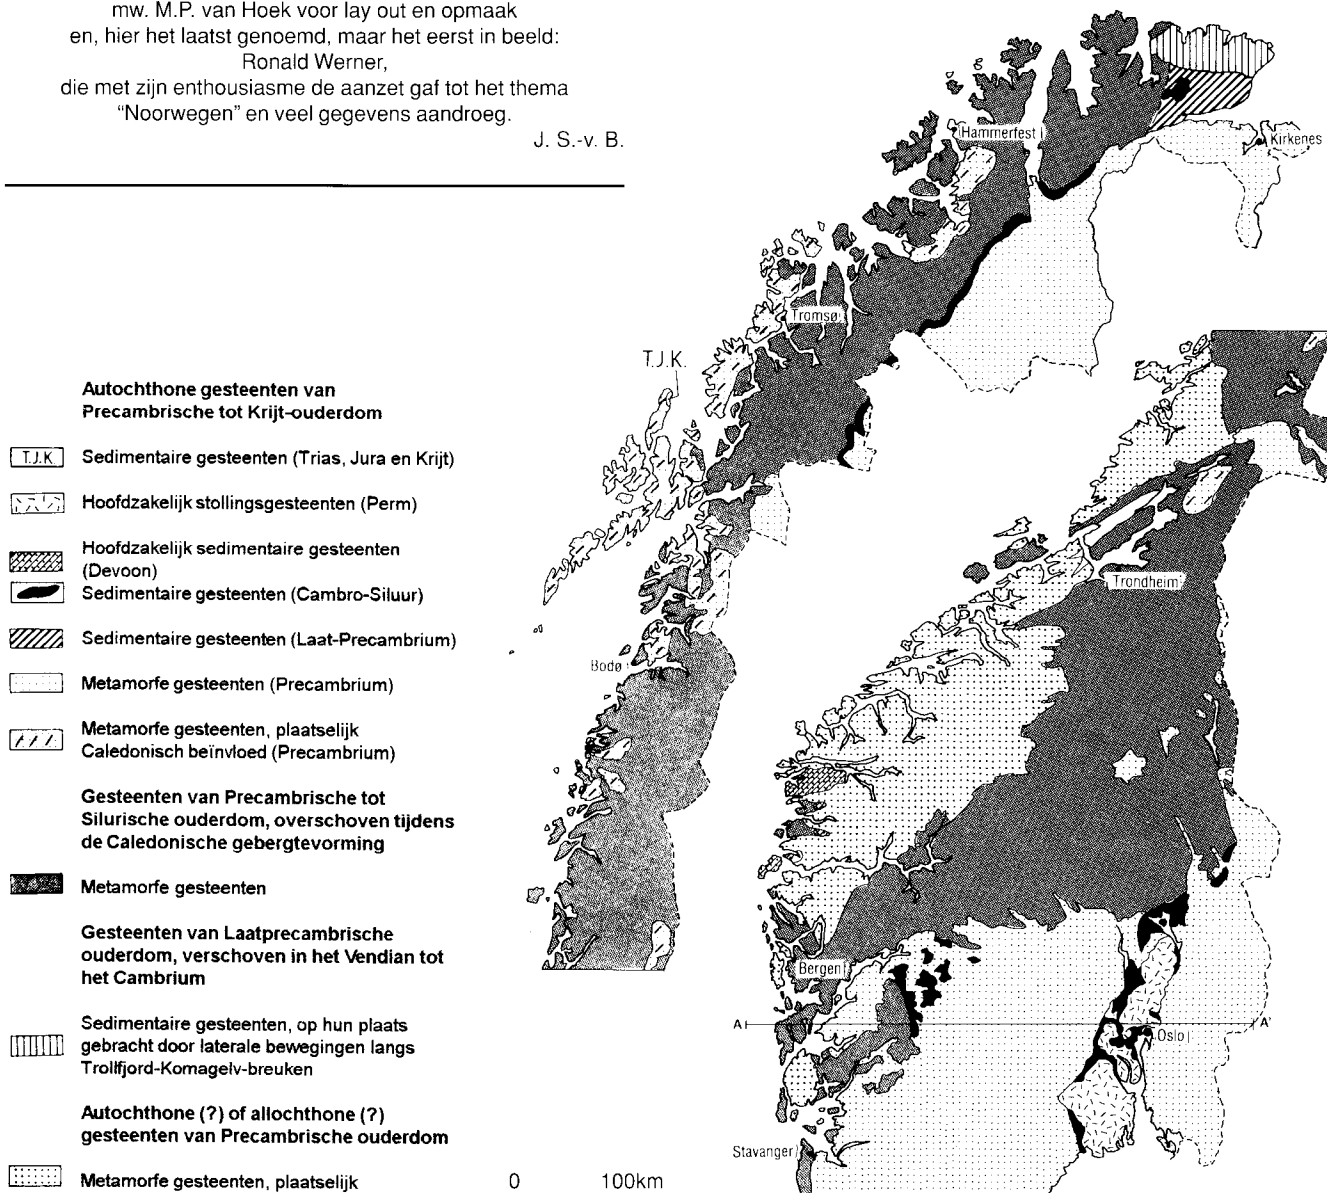 mw. M.P. van Hoek voor lay out en opmaak
en, hier het laatst genoemd, maar het eerst in beeld:
Ronald Werner,
die met zijn enthousiasme de aanzet gaf tot het thema
“Noorwegen” en veel gegevens aandroeg.
J. S.-v. B.
Autochthone gesteenten van
Precambrische tot Krijt-ouderdom
T.J.K. Sedimentaire gesteenten (Trias, Jura en Krijt)
Hoofdzakelijk stollingsgesteenten (Perm)
Hoofdzakelijk sedimentaire gesteenten
(Devoon)
Sedimentaire gesteenten (Cambro-Siluur)
Sedimentaire gesteenten (Laat-Precambrium)
Metamorfe gesteenten (Precambrium)
Metamorfe gesteenten, plaatselijk
Caledonisch beïnvloed (Precambrium)
Gesteenten van Precambrische tot
Silurische ouderdom, overschoven tijdens
de Caledonische gebergtevorming
Metamorfe gesteenten
Gesteenten van Laatprecambrische
ouderdom, verschoven in het Vendian tot
het Cambrium
Sedimentaire gesteenten, op hun plaats
gebracht door laterale bewegingen langs
Trollfjord-Komagelv-breuken
Autochthone (?) of allochthone (?)
gesteenten van Precambrische ouderdom
Metamorfe gesteenten, plaatselijk
0 100km
Hammerfest
Kirkenes
Tromsø
T.J.K.
Bodø
Trondheim
Bergen
A A'
Oslo
Stavanger